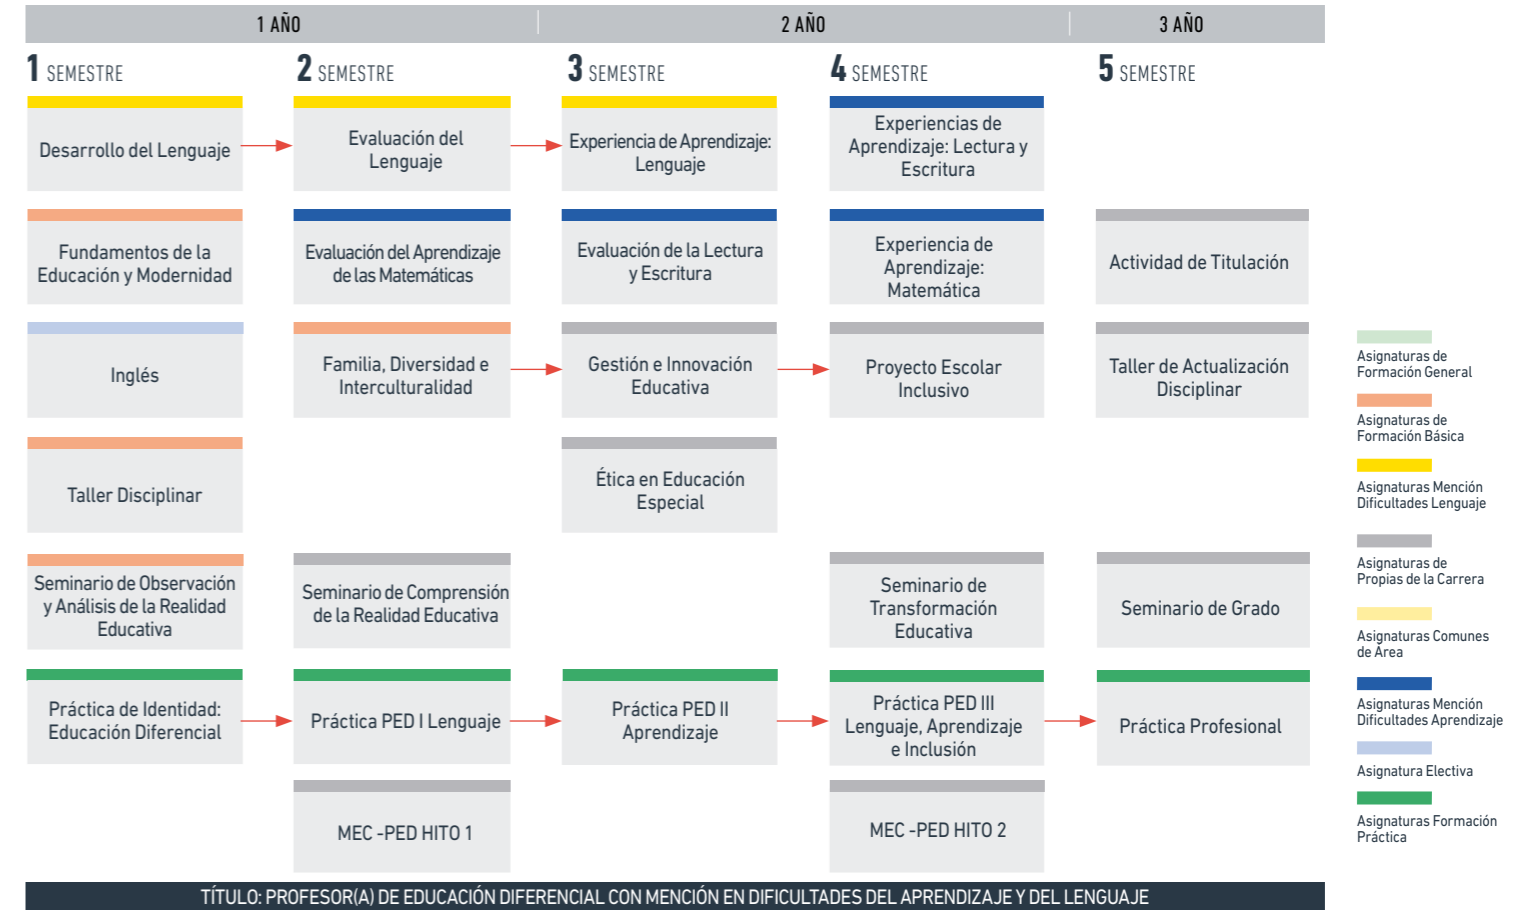 1 AÑO
2 AÑO
3 AÑO
1 SEMESTRE
2 SEMESTRE
3 SEMESTRE
4 SEMESTRE
5 SEMESTRE
Desarrollo del Lenguaje
Evaluación del
Lenguaje
Experiencia de Aprendizaje:
Lenguaje
Experiencias de
Aprendizaje: Lectura y
Escritura
Fundamentos de la
Educación y Modernidad
Evaluación del Aprendizaje
de las Matemáticas
Evaluación de la Lectura
y Escritura
Experiencia de
Aprendizaje:
Matemática
Actividad de Titulación
Inglés
Familia, Diversidad e
Interculturalidad
Gestión e Innovación
Educativa
Proyecto Escolar
Inclusivo
Taller de Actualización
Disciplinar
Taller Disciplinar
Ética en Educación
Especial
Seminario de Observación
y Análisis de la Realidad
Educativa
Seminario de Comprensión
de la Realidad Educativa
Seminario de
Transformación
Educativa
Seminario de Grado
Práctica de Identidad:
Educación Diferencial
Práctica PED I Lenguaje
Práctica PED II
Aprendizaje
Práctica PED III
Lenguaje, Aprendizaje
e Inclusión
Práctica Profesional
MEC -PED HITO 1
MEC -PED HITO 2
Asignaturas de
Formación General
Asignaturas de
Formación Básica
Asignaturas Mención
Dificultades Lenguaje
Asignaturas de
Propias de la Carrera
Asignaturas Comunes
de Área
Asignaturas Mención
Dificultades Aprendizaje
Asignatura Electiva
Asignaturas Formación
Práctica
TÍTULO: PROFESOR(A) DE EDUCACIÓN DIFERENCIAL CON MENCIÓN EN DIFICULTADES DEL APRENDIZAJE Y DEL LENGUAJE